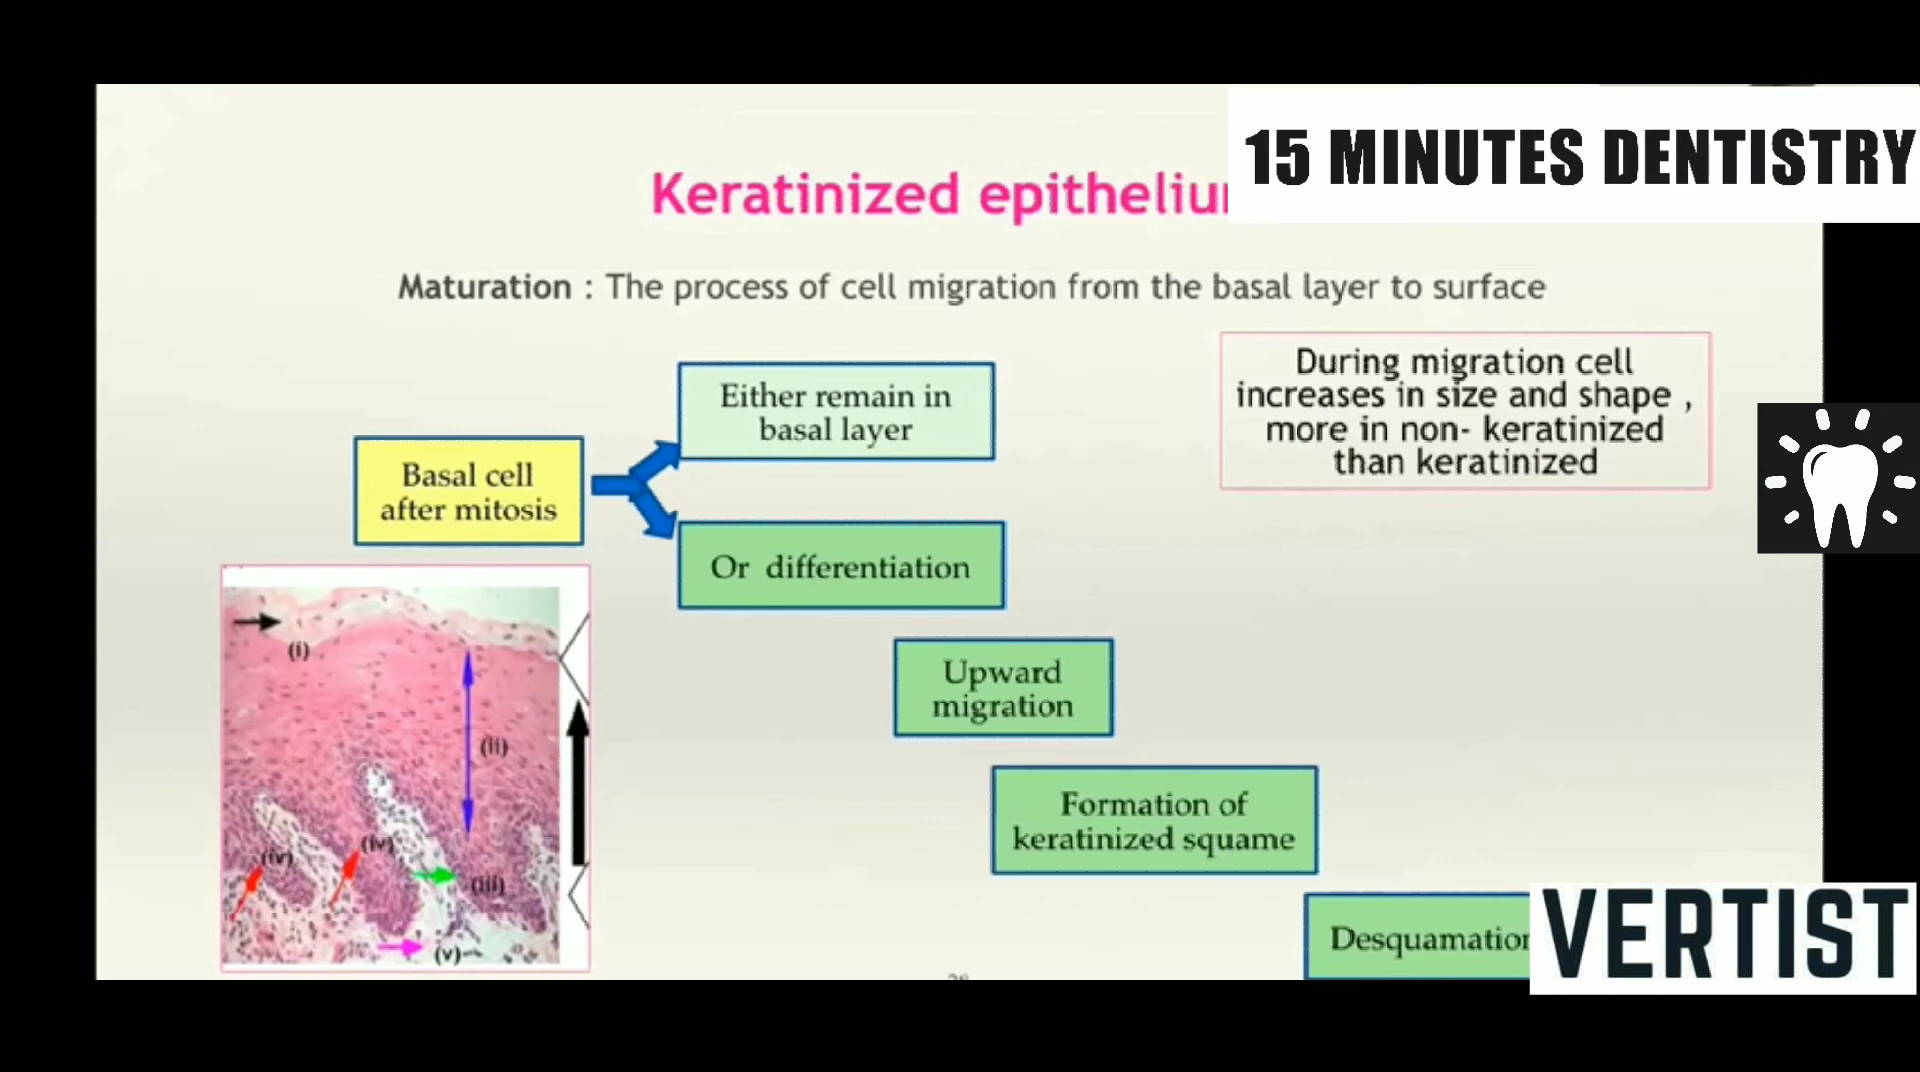 15 MINUTES DENTISTRY
Keratinized
Maturation : The process of cell migration from the basal layer to surface
Either remain in
basal layer
During migration cell
increases in size and shape ,
more in non- keratinized
than keratinized
Basal cell
after mitosis
Or differentiation
Upward
migration
Formation of
keratinized squame
(i)
(ii)
(iv)
(iv)
(iii)
(v)
VERTIST